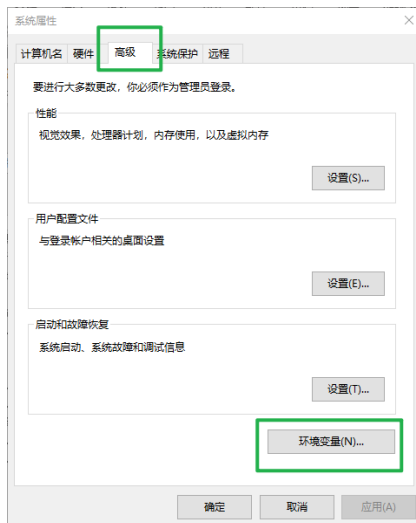 系统属性
计算机名 硬件 高级 系统保护 远程
要进行大多数更改，你必须作为管理员登录。
性能
视觉效果，处理器计划，内存使用，以及虚拟内存
设置(S)...
用户配置文件
与登录帐户相关的桌面设置
设置(E)...
启动和故障恢复
系统启动、系统故障和调试信息
设置(T)...
环境变量(N)...
确定 取消 应用(A)